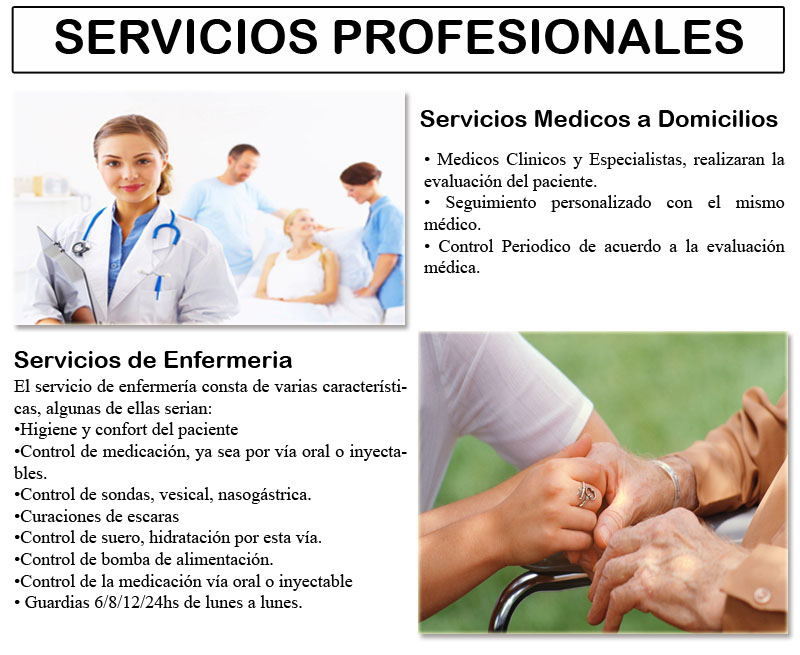 SERVICIOS PROFESIONALES
Servicios Medicos a Domicilios
• Medicos Clinicos y Especialistas, realizaran la
evaluación del paciente.
• Seguimiento personalizado con el mismo
médico.
• Control Periodico de acuerdo a la evaluación
médica.
Servicios de Enfermeria
El servicio de enfermería consta de varias característi-
cas, algunas de ellas serian:
•Higiene y confort del paciente
•Control de medicación, ya sea por vía oral o inyecta-
bles.
•Control de sondas, vesical, nasogástrica.
•Curaciones de escaras
•Control de suero, hidratación por esta vía.
•Control de bomba de alimentación.
•Control de la medicación vía oral o inyectable
• Guardias 6/8/12/24hs de lunes a lunes.